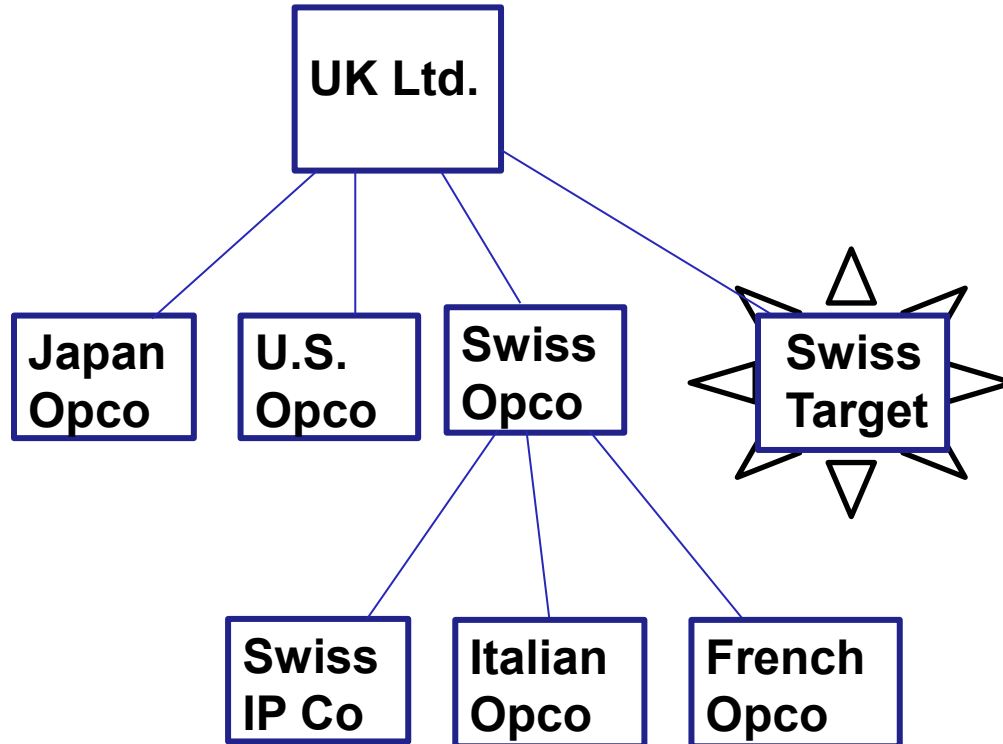 UK Ltd.
Japan
Opco
U.S.
Opco
Swiss
Opco
Swiss
Target
Swiss
IP Co
Italian
Opco
French
Opco